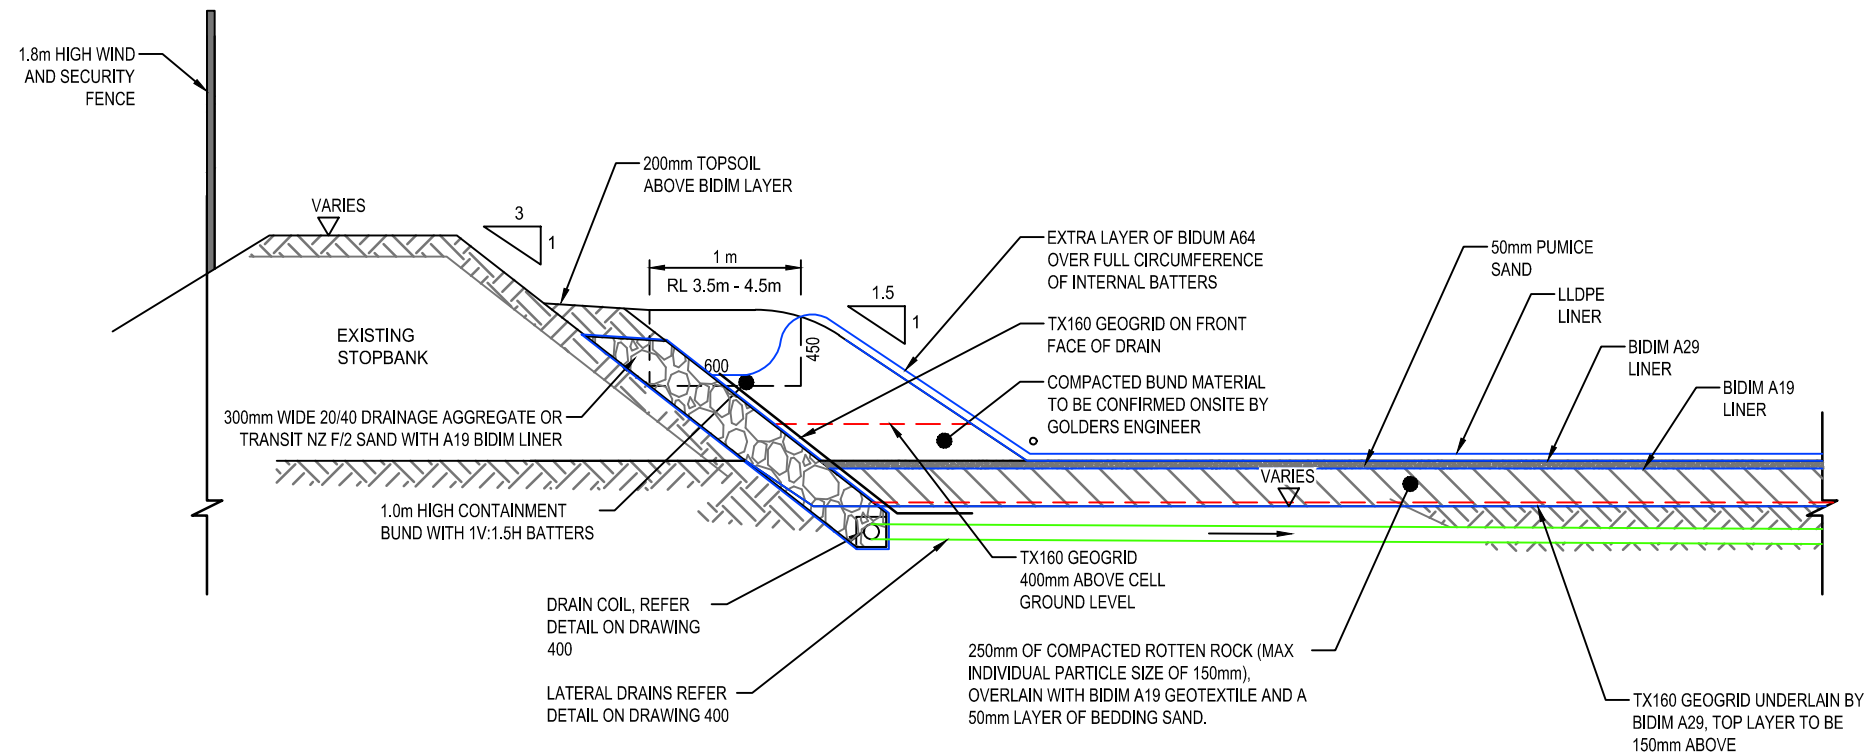 1.8m HIGH WIND
AND SECURITY
FENCE
VARIES
3
1
200mm TOPSOIL
ABOVE BIDIM LAYER
1 m
RL 3.5m - 4.5m
1.5
1
EXTRA LAYER OF BIDUM A64
OVER FULL CIRCUMFERENCE
OF INTERNAL BATTERS
50mm PUMICE
SAND
LLDPE
LINER
BIDIM A29
LINER
BIDIM A19
LINER
EXISTING
STOPBANK
TX160 GEOGRID ON FRONT
FACE OF DRAIN
600
450
COMPACTED BUND MATERIAL
TO BE CONFIRMED ONSITE BY
GOLDERS ENGINEER
300mm WIDE 20/40 DRAINAGE AGGREGATE OR
TRANSIT NZ F/2 SAND WITH A19 BIDIM LINER
VARIES
1.0m HIGH CONTAINMENT
BUND WITH 1V:1.5H BATTERS
TX160 GEOGRID
400mm ABOVE CELL
GROUND LEVEL
DRAIN COIL, REFER
DETAIL ON DRAWING
400
LATERAL DRAINS REFER
DETAIL ON DRAWING 400
250mm OF COMPACTED ROTTEN ROCK (MAX
INDIVIDUAL PARTICLE SIZE OF 150mm),
OVERLAIN WITH BIDIM A19 GEOTEXTILE AND A
50mm LAYER OF BEDDING SAND.
TX160 GEOGRID UNDERLAIN BY
BIDIM A29, TOP LAYER TO BE
150mm ABOVE